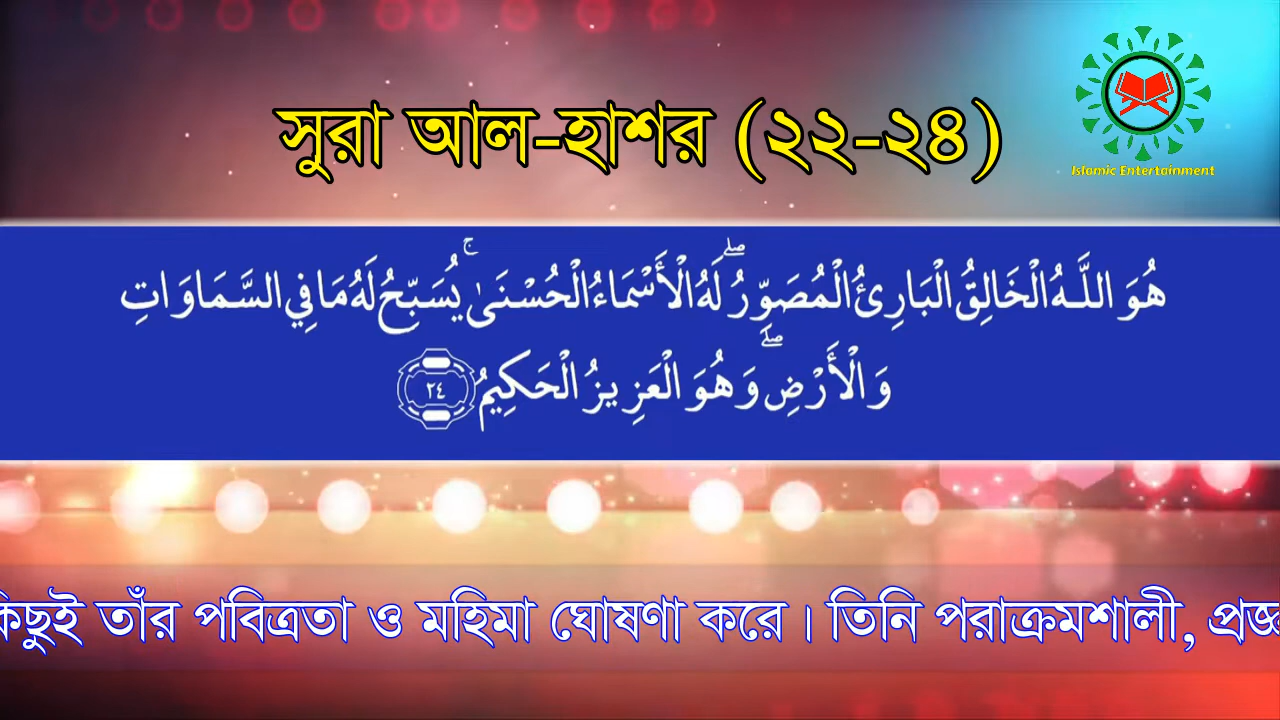 সুরা আল-হাশর (২২-২৪)
Islamic Entertainment
هُوَ اللَّـهُ الْخَالِقُ الْبَارِئُ الْمُصَوِّرُ ۖ لَهُ الْأَسْمَاءُ الْحُسْنَىٰ ۚ يُسَبِّحُ لَهُ مَا فِي السَّمَاوَاتِ
وَالْأَرْضِ ۖ وَهُوَ الْعَزِيزُ الْحَكِيمُ ٢٤
কিছুই তাঁর পবিত্রতা ও মহিমা ঘোষণা করে। তিনি পরাক্রমশালী,